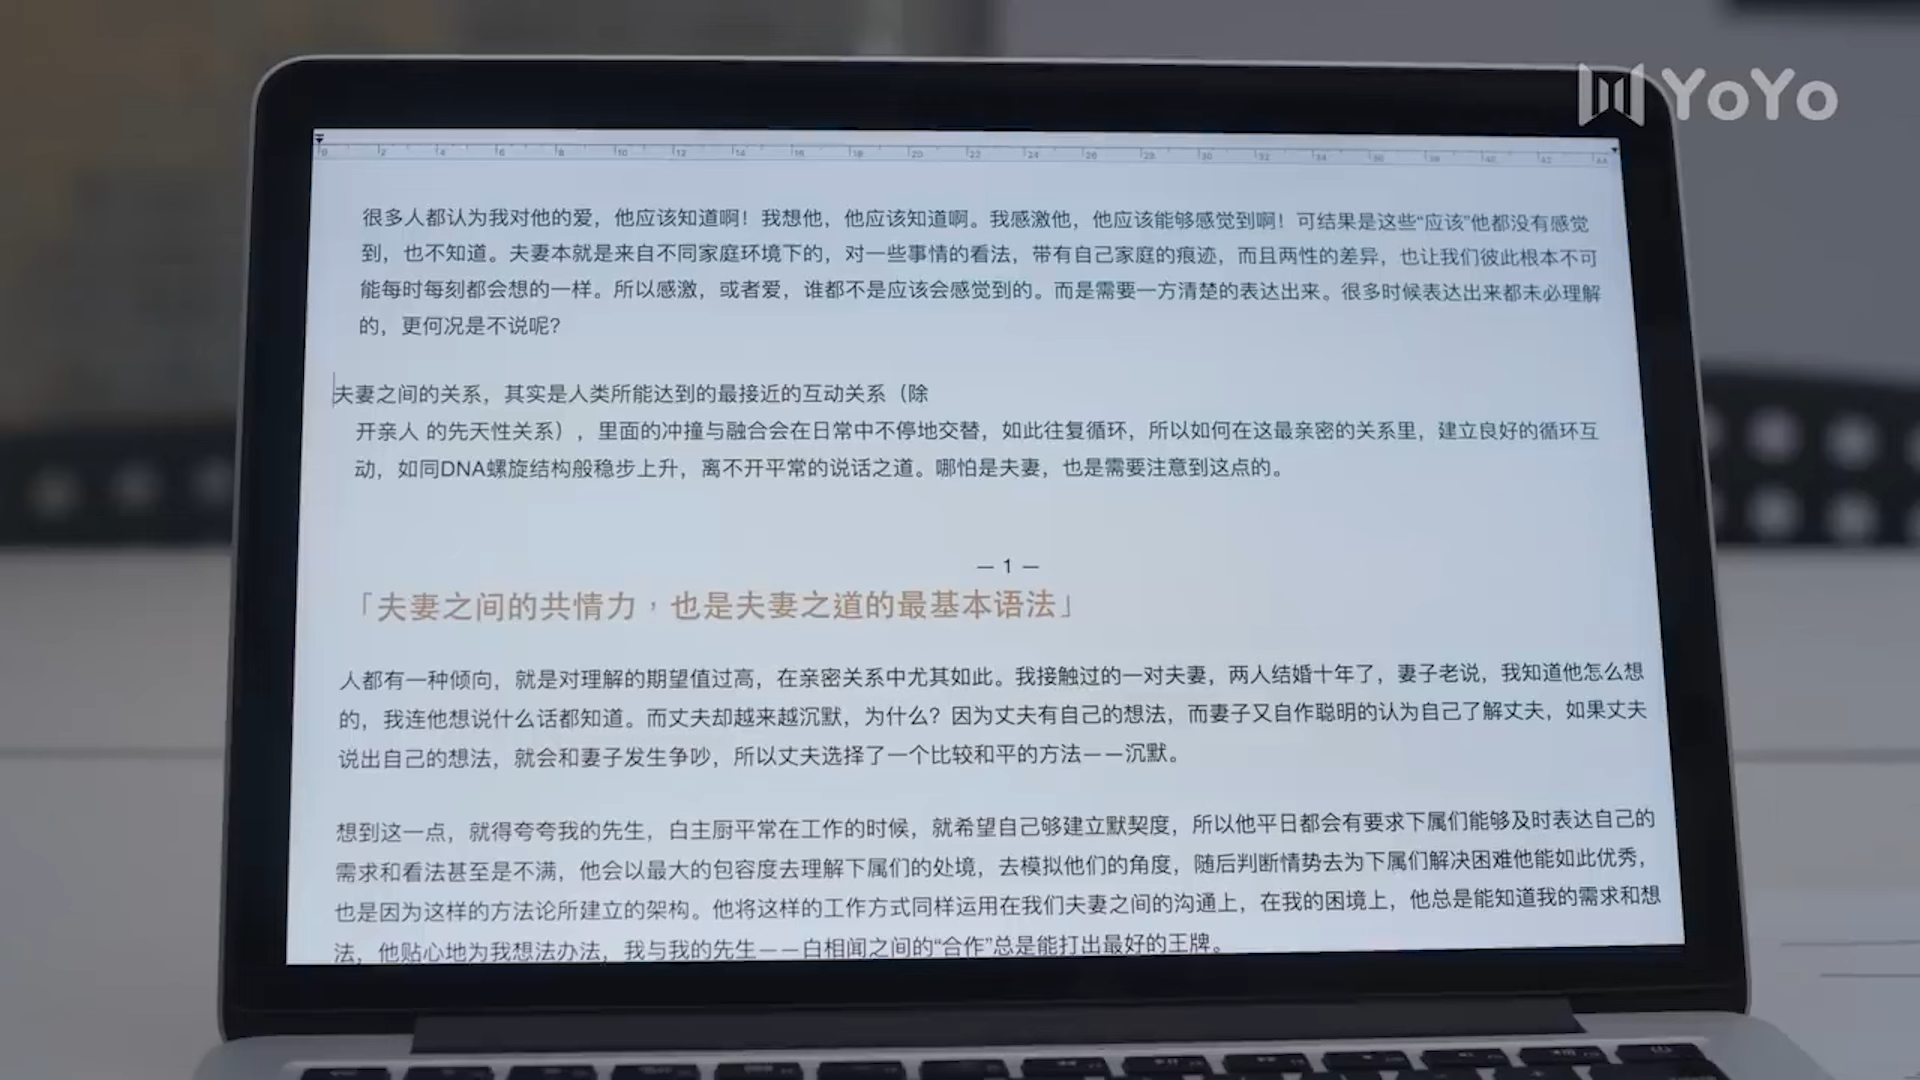 YoYo
0 2 4 6 8 10 12 14 16 18 20 22 24 26 28 30 32 34 36 38 40 42 44
很多人都认为我对他的爱，他应该知道啊！我想他，他应该知道啊。我感激他，他应该能够感觉到啊！可结果是这些“应该”他都没有感觉
到，也不知道。夫妻本就是来自不同家庭环境下的，对一些事情的看法，带有自己家庭的痕迹，而且两性的差异，也让我们彼此根本不可
能每时每刻都会想的一样。所以感激，或者爱，谁都不是应该会感觉到的。而是需要一方清楚的表达出来。很多时候表达出来都未必理解
的，更何况是不说呢？
夫妻之间的关系，其实是人类所能达到的最接近的互动关系（除
开亲人 的先天性关系），里面的冲撞与融合会在日常中不停地交替，如此往复循环，所以如何在这最亲密的关系里，建立良好的循环互
动，如同DNA螺旋结构般稳步上升，离不开平常的说话之道。哪怕是夫妻，也是需要注意到这点的。
— 1 —
「夫妻之间的共情力，也是夫妻之道的最基本语法」
人都有一种倾向，就是对理解的期望值过高，在亲密关系中尤其如此。我接触过的一对夫妻，两人结婚十年了，妻子老说，我知道他怎么想
的，我连他想说什么话都知道。而丈夫却越来越沉默，为什么？因为丈夫有自己的想法，而妻子又自作聪明的认为自己了解丈夫，如果丈夫
说出自己的想法，就会和妻子发生争吵，所以丈夫选择了一个比较和平的方法——沉默。
想到这一点，就得夸夸我的先生，白主厨平常在工作的时候，就希望自己够建立默契度，所以他平日都会有要求下属们能够及时表达自己的
需求和看法甚至是不满，他会以最大的包容度去理解下属们的处境，去模拟他们的角度，随后判断情势去为下属们解决困难他能如此优秀，
也是因为这样的方法论所建立的架构。他将这样的工作方式同样运用在我们夫妻之间的沟通上，在我的困境上，他总是能知道我的需求和想
法，他贴心地为我想法办法，我与我的先生——白相闻之间的“合作”总是能打出最好的王牌。